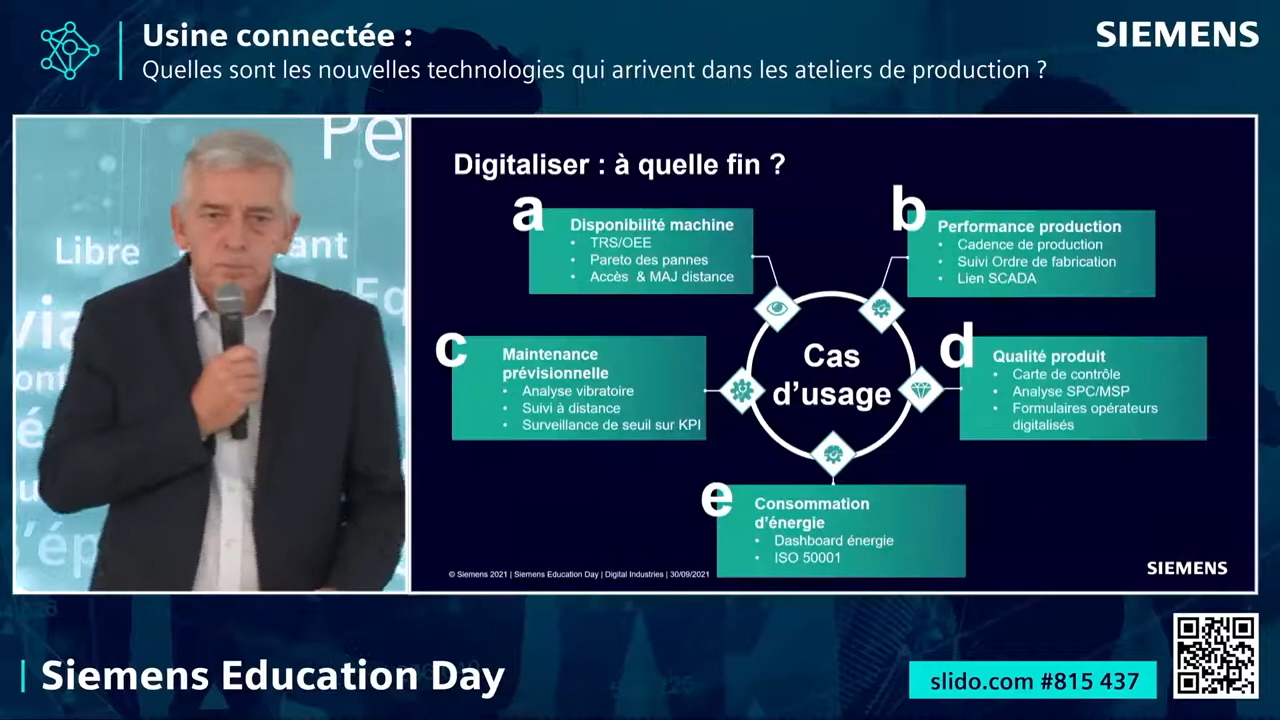 Usine connectée :
Quelles sont les nouvelles technologies qui arrivent dans les ateliers de production ?
SIEMENS
Libre
Digitaliser : à quelle fin ?
a
Disponibilité machine
• TRS/OEE
• Pareto des pannes
• Accès & MAJ distance
b
Performance production
• Cadence de production
• Suivi Ordre de fabrication
• Lien SCADA
c
Maintenance
prévisionnelle
• Analyse vibratoire
• Suivi à distance
• Surveillance de seuil sur KPI
Cas
d’usage
d
Qualité produit
• Carte de contrôle
• Analyse SPC/MSP
• Formulaires opérateurs
digitalisés
e
Consommation
d’énergie
• Dashboard énergie
• ISO 50001
© Siemens 2021 | Siemens Education Day | Digital Industries | 30/09/2021
SIEMENS
Siemens Education Day
slido.com #815 437